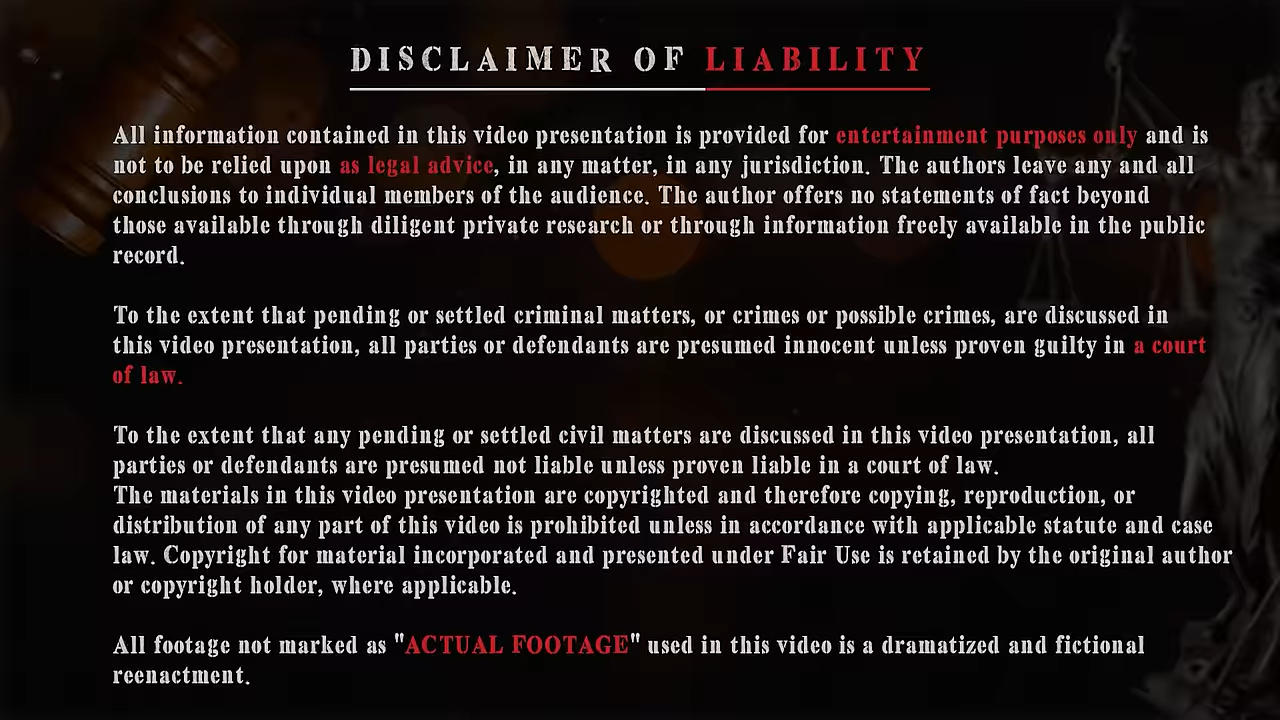 DISCLAIMER OF LIABILITY
All information contained in this video presentation is provided for entertainment purposes only and is
not to be relied upon as legal advice, in any matter, in any jurisdiction. The authors leave any and all
conclusions to individual members of the audience. The author offers no statements of fact beyond
those available through diligent private research or through information freely available in the public
record.
To the extent that pending or settled criminal matters, or crimes or possible crimes, are discussed in
this video presentation, all parties or defendants are presumed innocent unless proven guilty in a court
of law.
To the extent that any pending or settled civil matters are discussed in this video presentation, all
parties or defendants are presumed not liable unless proven liable in a court of law.
The materials in this video presentation are copyrighted and therefore copying, reproduction, or
distribution of any part of this video is prohibited unless in accordance with applicable statute and case
law. Copyright for material incorporated and presented under Fair Use is retained by the original author
or copyright holder, where applicable.
All footage not marked as "ACTUAL FOOTAGE" used in this video is a dramatized and fictional
reenactment.